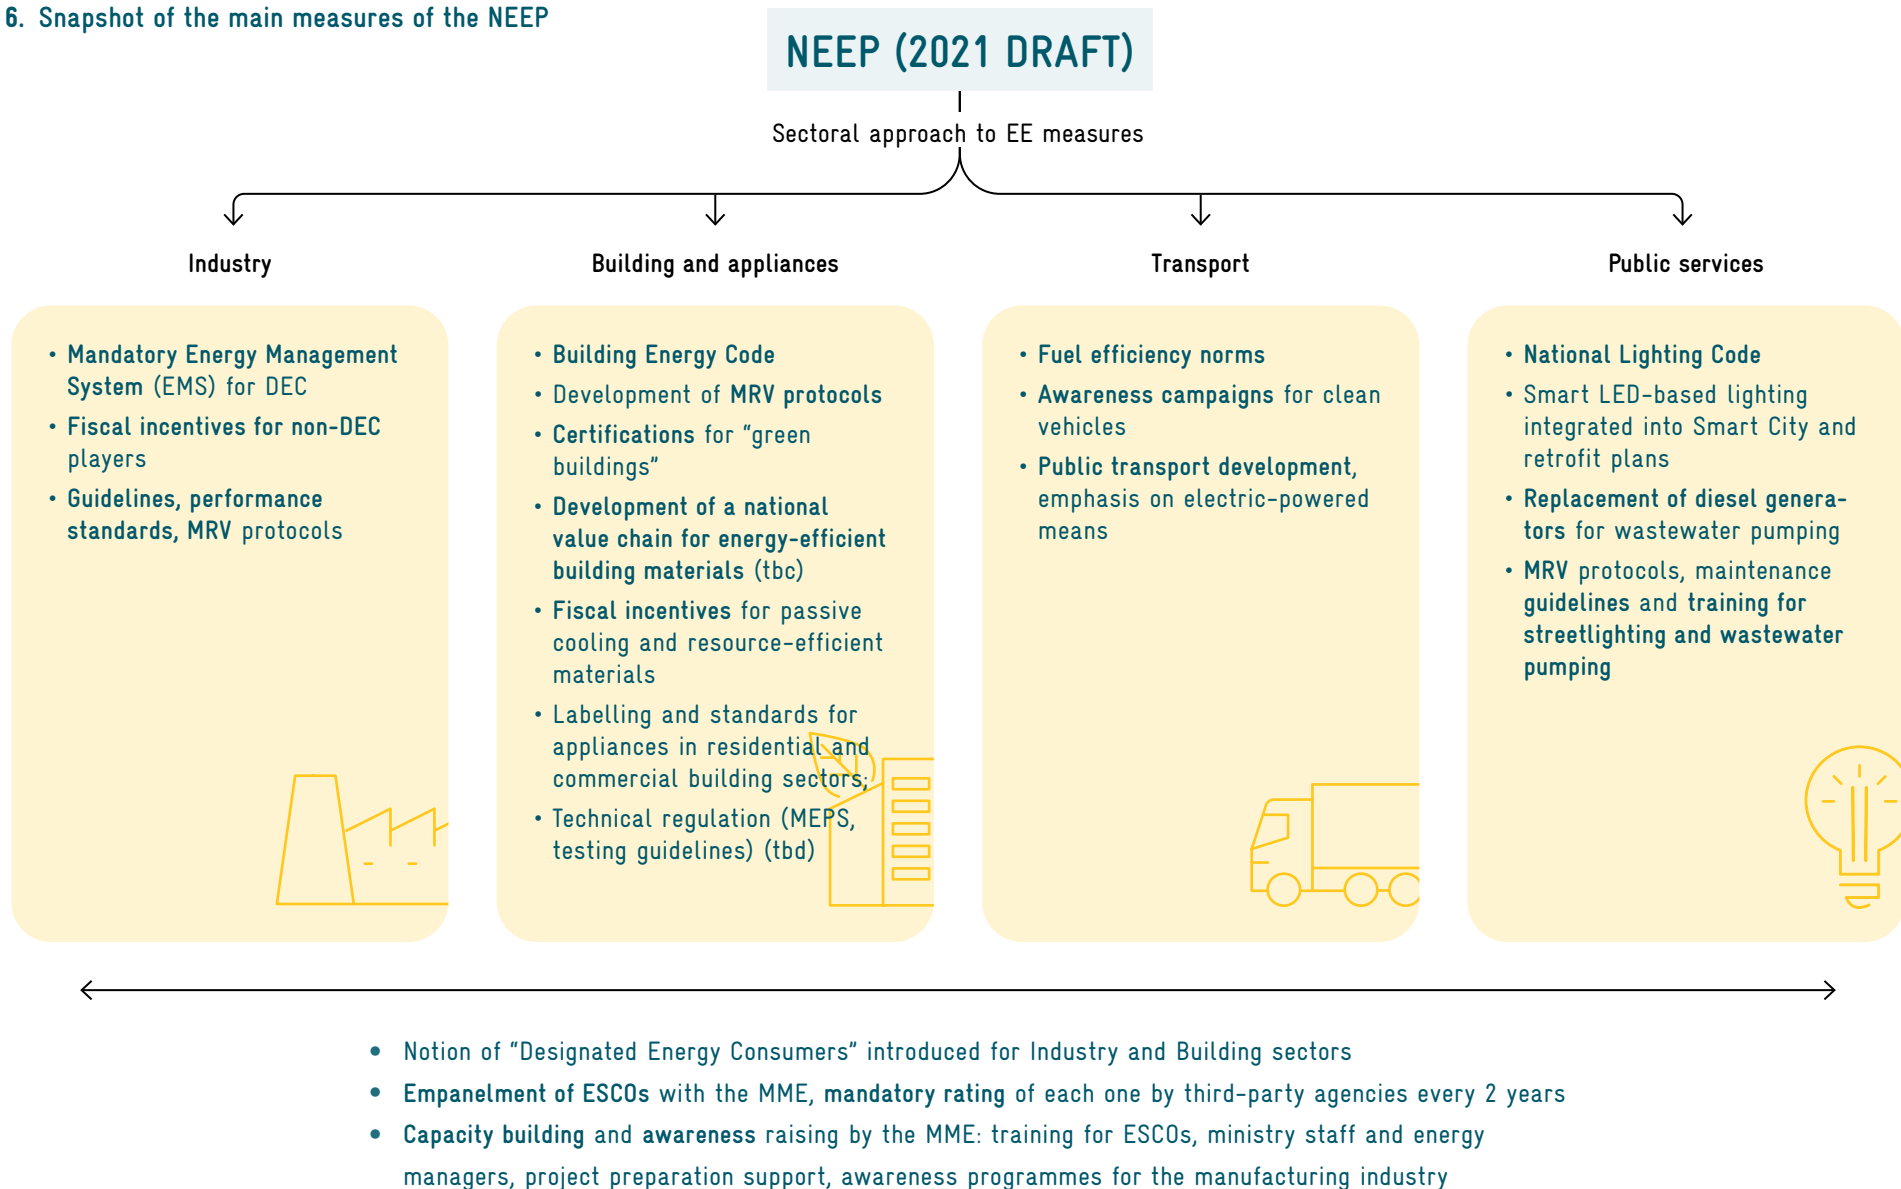 6. Snapshot of the main measures of the NEEP
NEEP (2021 DRAFT)
Sectoral approach to EE measures
Industry
• Mandatory Energy Management
System (EMS) for DEC
• Fiscal incentives for non-DEC
players
• Guidelines, performance
standards, MRV protocols
Building and appliances
• Building Energy Code
• Development of MRV protocols
• Certifications for “green
buildings”
• Development of a national
value chain for energy-efficient
building materials (tbc)
• Fiscal incentives for passive
cooling and resource-efficient
materials
• Labelling and standards for
appliances in residential and
commercial building sectors;
• Technical regulation (MEPS,
testing guidelines) (tbd)
Transport
• Fuel efficiency norms
• Awareness campaigns for clean
vehicles
• Public transport development,
emphasis on electric-powered
means
Public services
• National Lighting Code
• Smart LED-based lighting
integrated into Smart City and
retrofit plans
• Replacement of diesel genera-
tors for wastewater pumping
• MRV protocols, maintenance
guidelines and training for
streetlighting and wastewater
pumping
• Notion of “Designated Energy Consumers” introduced for Industry and Building sectors
• Empanelment of ESCOs with the MME, mandatory rating of each one by third-party agencies every 2 years
• Capacity building and awareness raising by the MME: training for ESCOs, ministry staff and energy
managers, project preparation support, awareness programmes for the manufacturing industry